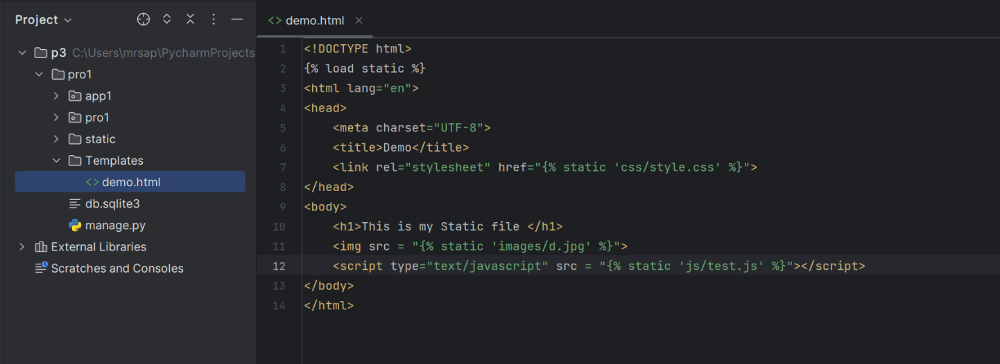 Project
p3 C:\Users\mrsap\PycharmProjects
pro1
app1
pro1
static
Templates
demo.html
db.sqlite3
manage.py
External Libraries
Scratches and Consoles
demo.html
1 <!DOCTYPE html>
2 {% load static %}
3 <html lang="en">
4 <head>
5     <meta charset="UTF-8">
6     <title>Demo</title>
7     <link rel="stylesheet" href="{% static 'css/style.css' %}">
8 </head>
9 <body>
10     <h1>This is my Static file </h1>
11     <img src = "{% static 'images/d.jpg' %}">
12     <script type="text/javascript" src = "{% static 'js/test.js' %}"></script>
13 </body>
14 </html>